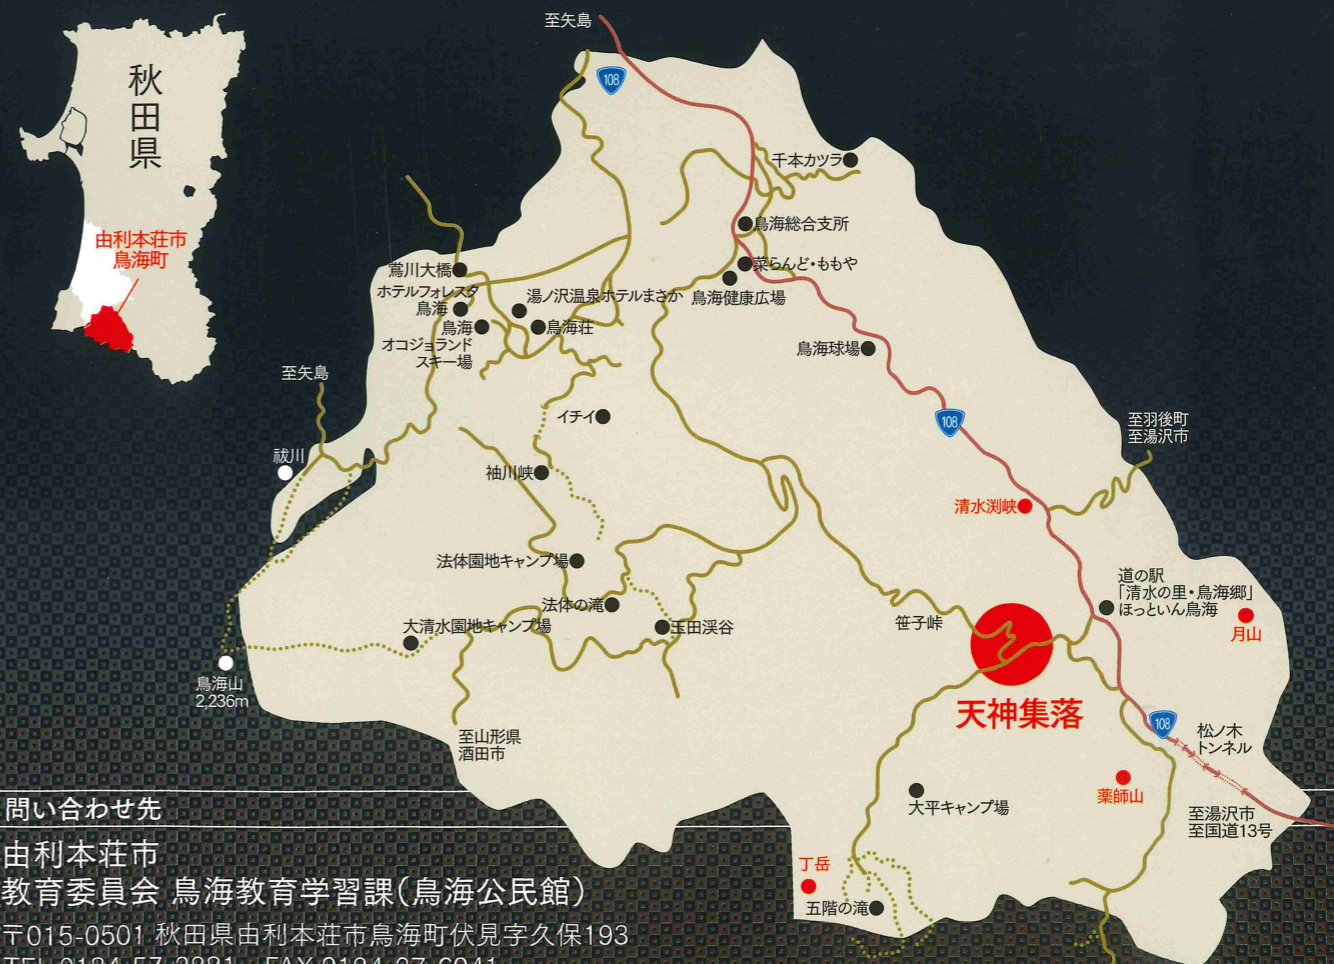 秋田県
由利本荘市
鳥海町
至矢島
108
千本カツラ
鳥海総合支所
菜らんど・ももや
鳥海健康広場
鶯川大橋
ホテルフォレスタ
鳥海
湯ノ沢温泉ホテルまさか
鳥海荘
鳥海
オコジョランド
スキー場
鳥海球場
至矢島
イチイ
108
至羽後町
至湯沢市
祓川
袖川峡
清水渕峡
法体園地キャンプ場
道の駅
「清水の里・鳥海郷」
ほっといん鳥海
法体の滝
笹子峠
月山
大清水園地キャンプ場
玉田渓谷
鳥海山
2,236m
天神集落
108
至山形県
酒田市
松ノ木
トンネル
薬師山
大平キャンプ場
至湯沢市
至国道13号
丁岳
五階の滝
問い合わせ先
由利本荘市
教育委員会 鳥海教育学習課(鳥海公民館)
〒015-0501 秋田県由利本荘市鳥海町伏見字久保193